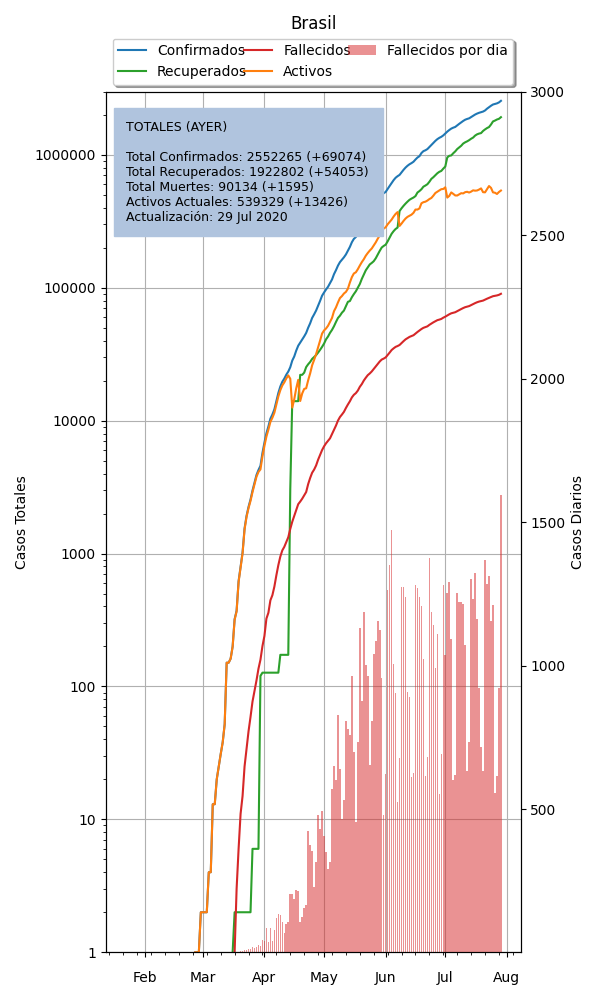 Brasil
Confirmados Fallecidos Fallecidos por dia
Recuperados Activos
TOTALES (AYER)
Total Confirmados: 2552265 (+69074)
Total Recuperados: 1922802 (+54053)
Total Muertes: 90134 (+1595)
Activos Actuales: 539329 (+13426)
Actualización: 29 Jul 2020
Casos Totales
1000000
100000
10000
1000
100
10
1
3000
2500
2000
1500
1000
500
Casos Diarios
Feb Mar Apr May Jun Jul Aug